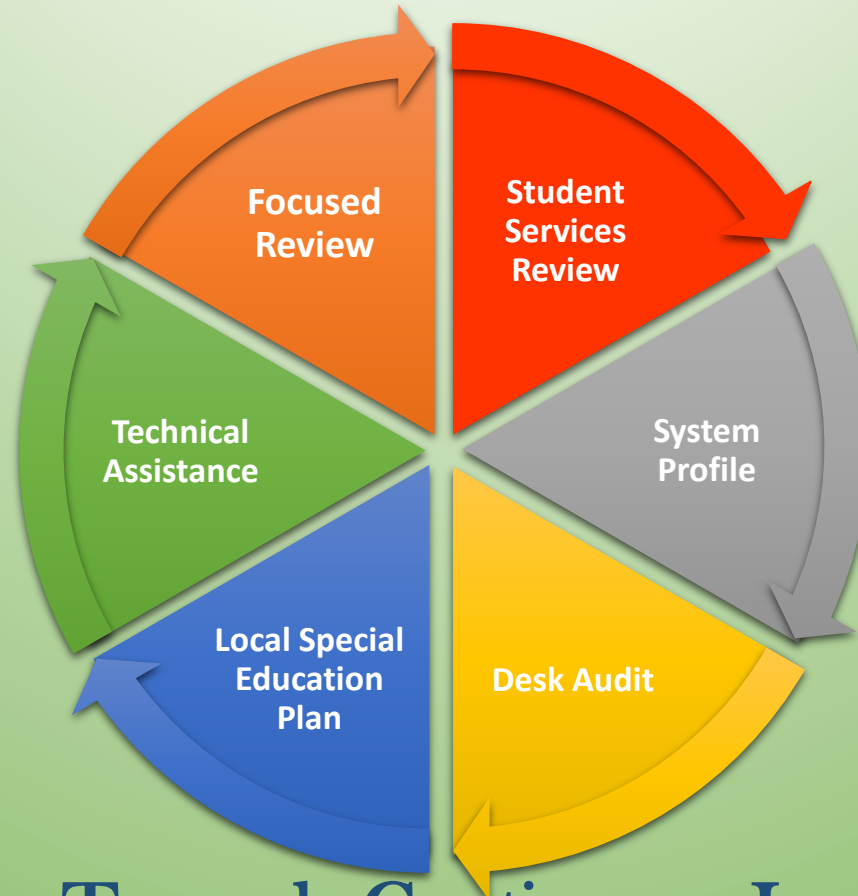 Focused
Review
Student
Services
Review
Technical
Assistance
System
Profile
Local Special
Education
Plan
Desk Audit